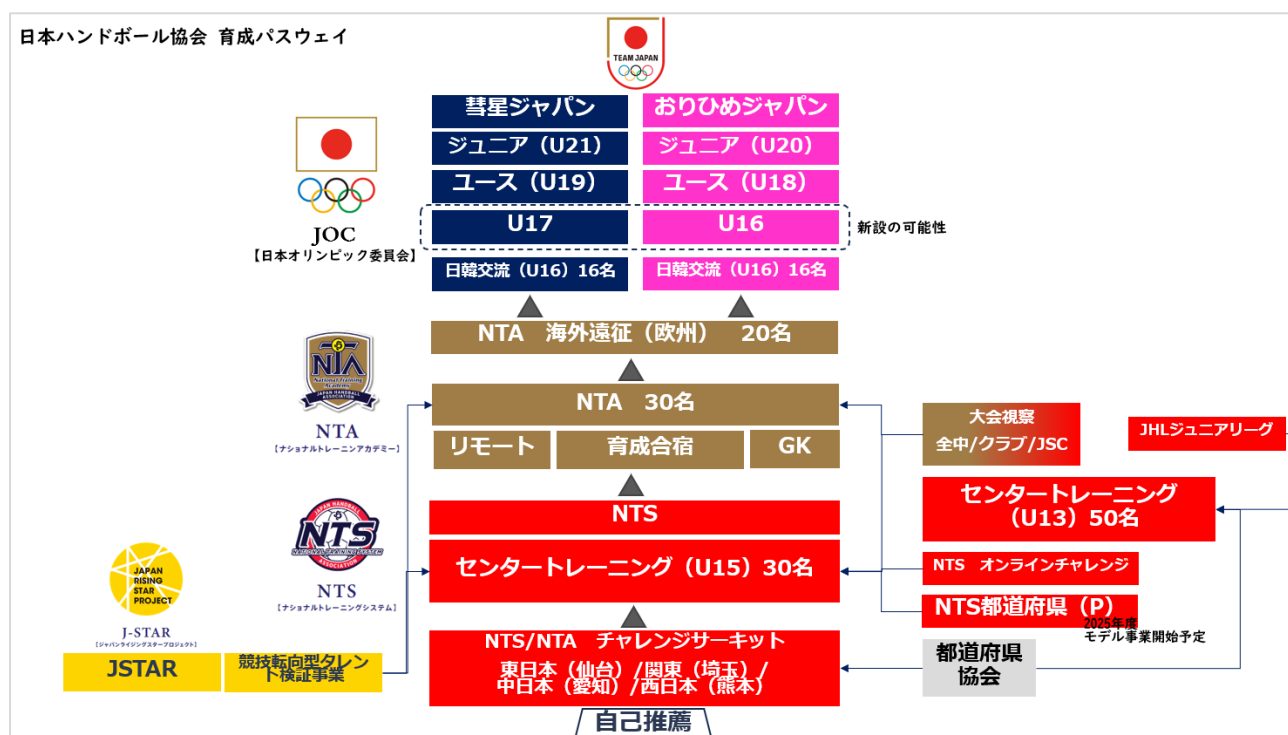 日本ハンドボール協会 育成パスウェイ
TEAM JAPAN
彗星ジャパン
おりひめジャパン
ジュニア（U21）
ジュニア（U20）
ユース（U19）
ユース（U18）
U17
U16
新設の可能性
JOC
【日本オリンピック委員会】
日韓交流（U16）16名
日韓交流（U16）16名
NTA　海外遠征（欧州）　20名
NTA
National Training
Academy
JAPAN HANDBALL
ASSOCIATION
NTA
【ナショナルトレーニングアカデミー】
NTA　30名
リモート
育成合宿
GK
大会視察
全中/クラブ/JSC
JHLジュニアリーグ
センタートレーニング
（U13）50名
NTS
JAPAN HANDBALL
NTS
NATIONAL TRAINING SYSTEM
ASSOCIATION
NTS
【ナショナルトレーニングシステム】
センタートレーニング（U15）30名
NTS　オンラインチャレンジ
NTS都道府県（P）
2025年度
モデル事業開始予定
JAPAN
RISING
STAR
PROJECT
J-STAR
【ジャパンライジングスタープロジェクト】
JSTAR
競技転向型タレン
ト検証事業
NTS/NTA　チャレンジサーキット
東日本（仙台）/関東（埼玉）/
中日本（愛知）/西日本（熊本）
都道府県
協会
自己推薦